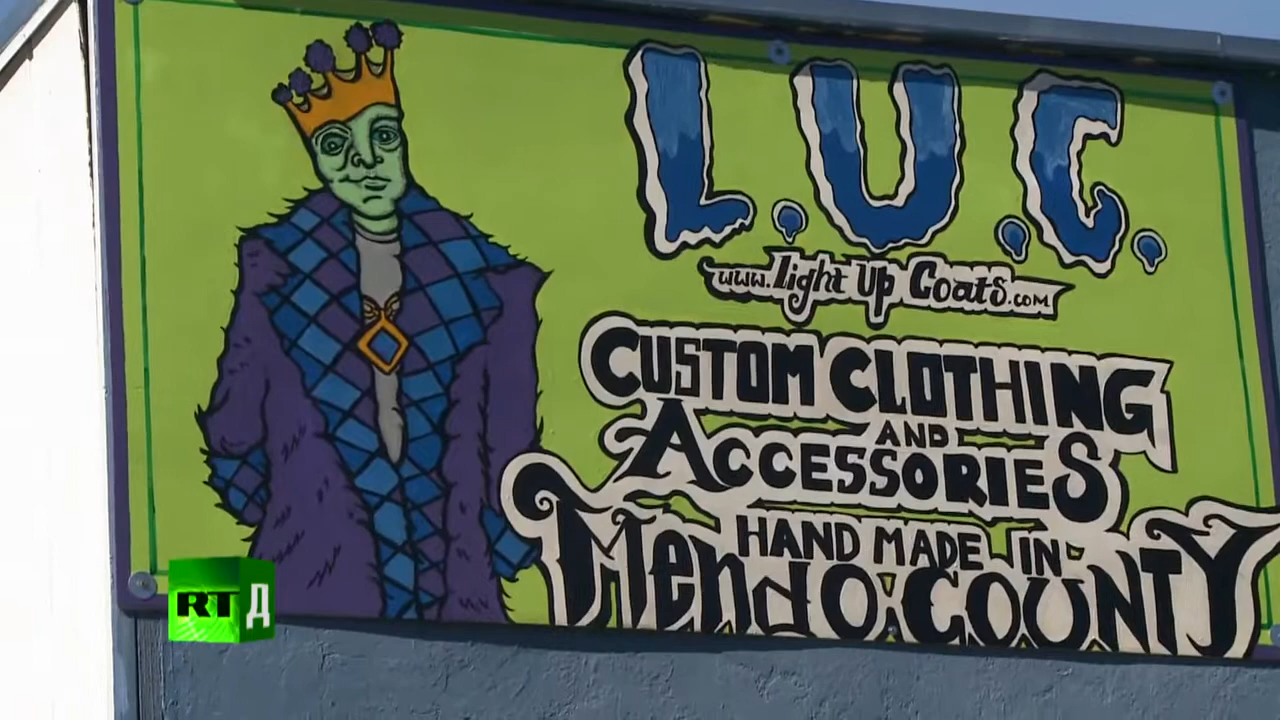 L.U.C.
www.Light Up Coats.com
CUSTOM CLOTHING
AND
ACCESSORIES
HAND MADE IN
MendO COUNTY
RT Д